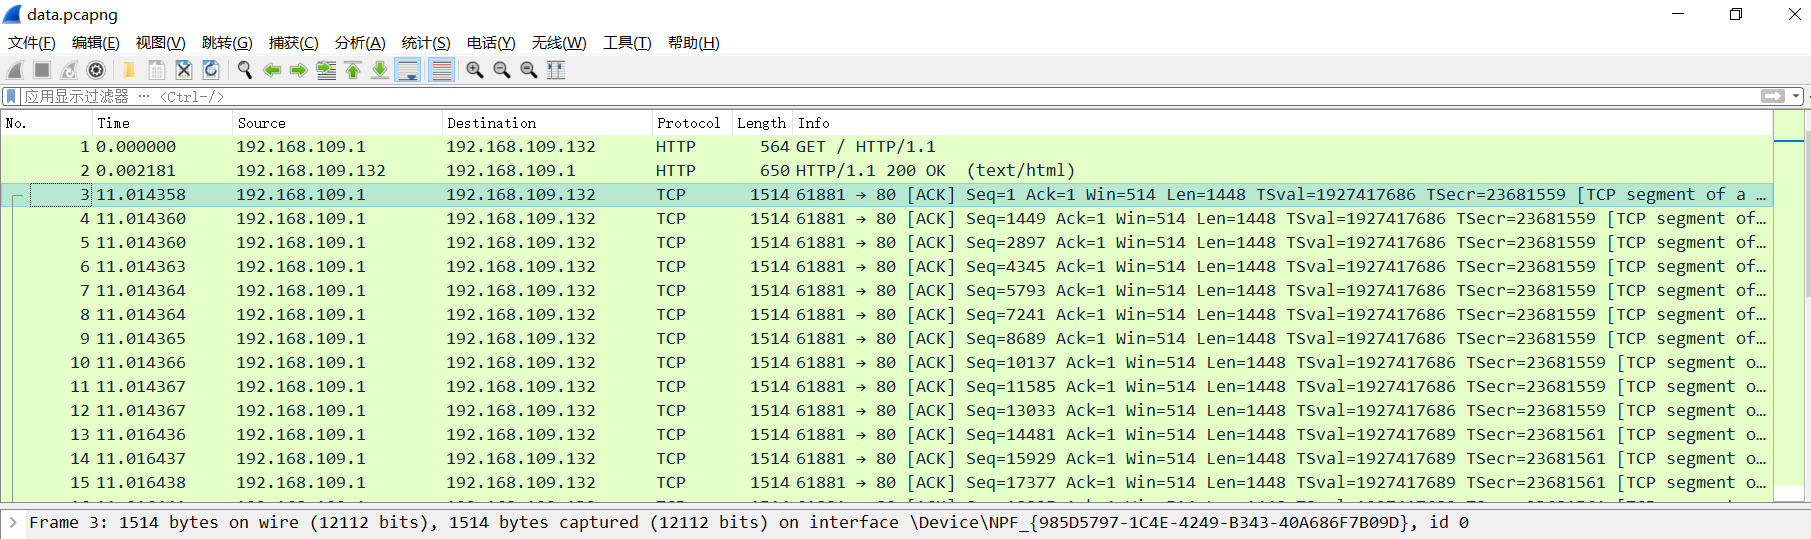 data.pcapng
文件(F) 编辑(E) 视图(V) 跳转(G) 捕获(C) 分析(A) 统计(S) 电话(Y) 无线(W) 工具(T) 帮助(H)
应用显示过滤器 … <Ctrl-/>
No. Time Source Destination Protocol Length Info
1 0.000000 192.168.109.1 192.168.109.132 HTTP 564 GET / HTTP/1.1
2 0.002181 192.168.109.132 192.168.109.1 HTTP 650 HTTP/1.1 200 OK (text/html)
3 11.014358 192.168.109.1 192.168.109.132 TCP 1514 61881 → 80 [ACK] Seq=1 Ack=1 Win=514 Len=1448 TSval=1927417686 TSecr=23681559 [TCP segment of a …
4 11.014360 192.168.109.1 192.168.109.132 TCP 1514 61881 → 80 [ACK] Seq=1449 Ack=1 Win=514 Len=1448 TSval=1927417686 TSecr=23681559 [TCP segment of…
5 11.014360 192.168.109.1 192.168.109.132 TCP 1514 61881 → 80 [ACK] Seq=2897 Ack=1 Win=514 Len=1448 TSval=1927417686 TSecr=23681559 [TCP segment of…
6 11.014363 192.168.109.1 192.168.109.132 TCP 1514 61881 → 80 [ACK] Seq=4345 Ack=1 Win=514 Len=1448 TSval=1927417686 TSecr=23681559 [TCP segment of…
7 11.014364 192.168.109.1 192.168.109.132 TCP 1514 61881 → 80 [ACK] Seq=5793 Ack=1 Win=514 Len=1448 TSval=1927417686 TSecr=23681559 [TCP segment of…
8 11.014364 192.168.109.1 192.168.109.132 TCP 1514 61881 → 80 [ACK] Seq=7241 Ack=1 Win=514 Len=1448 TSval=1927417686 TSecr=23681559 [TCP segment of…
9 11.014365 192.168.109.1 192.168.109.132 TCP 1514 61881 → 80 [ACK] Seq=8689 Ack=1 Win=514 Len=1448 TSval=1927417686 TSecr=23681559 [TCP segment of…
10 11.014366 192.168.109.1 192.168.109.132 TCP 1514 61881 → 80 [ACK] Seq=10137 Ack=1 Win=514 Len=1448 TSval=1927417686 TSecr=23681559 [TCP segment o…
11 11.014367 192.168.109.1 192.168.109.132 TCP 1514 61881 → 80 [ACK] Seq=11585 Ack=1 Win=514 Len=1448 TSval=1927417686 TSecr=23681559 [TCP segment o…
12 11.014367 192.168.109.1 192.168.109.132 TCP 1514 61881 → 80 [ACK] Seq=13033 Ack=1 Win=514 Len=1448 TSval=1927417686 TSecr=23681559 [TCP segment o…
13 11.016436 192.168.109.1 192.168.109.132 TCP 1514 61881 → 80 [ACK] Seq=14481 Ack=1 Win=514 Len=1448 TSval=1927417689 TSecr=23681561 [TCP segment o…
14 11.016437 192.168.109.1 192.168.109.132 TCP 1514 61881 → 80 [ACK] Seq=15929 Ack=1 Win=514 Len=1448 TSval=1927417689 TSecr=23681561 [TCP segment o…
15 11.016438 192.168.109.1 192.168.109.132 TCP 1514 61881 → 80 [ACK] Seq=17377 Ack=1 Win=514 Len=1448 TSval=1927417689 TSecr=23681561 [TCP segment o…
Frame 3: 1514 bytes on wire (12112 bits), 1514 bytes captured (12112 bits) on interface \Device\NPF_{985D5797-1C4E-4249-B343-40A686F7B09D}, id 0